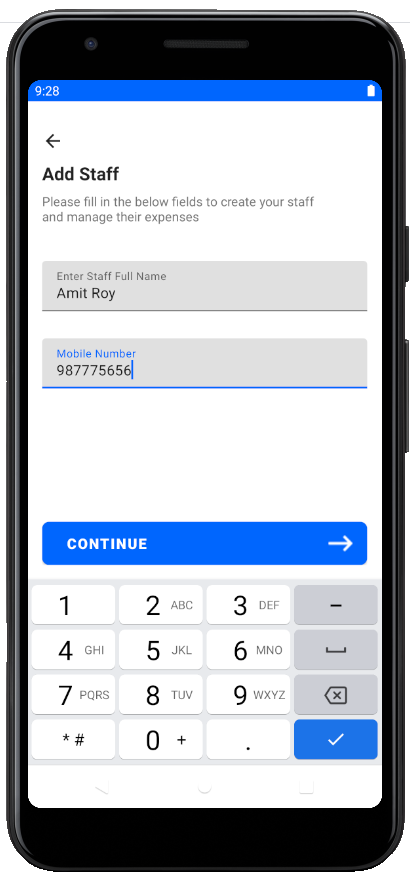 9:28
Add Staff
Please fill in the below fields to create your staff
and manage their expenses
Enter Staff Full Name
Amit Roy
Mobile Number
987775656
CONTINUE
1 2 ABC 3 DEF –
4 GHI 5 JKL 6 MNO
7 PQRS 8 TUV 9 WXYZ
* # 0 + .